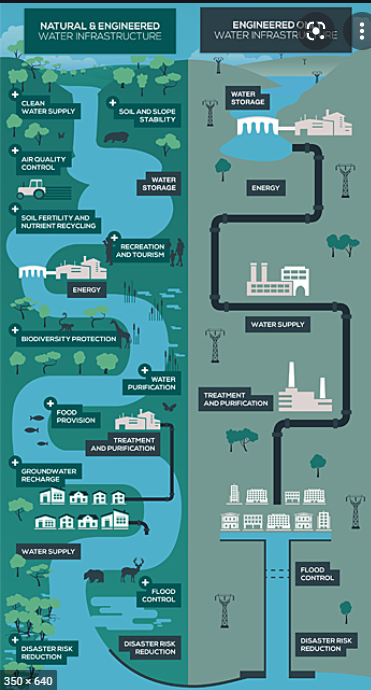 NATURAL & ENGINEERED
WATER INFRASTRUCTURE
CLEAN
WATER SUPPLY
SOIL AND SLOPE
STABILITY
AIR QUALITY
CONTROL
WATER
STORAGE
SOIL FERTILITY AND
NUTRIENT RECYCLING
RECREATION
AND TOURISM
ENERGY
BIODIVERSITY PROTECTION
WATER
PURIFICATION
FOOD
PROVISION
TREATMENT
AND PURIFICATION
GROUNDWATER
RECHARGE
WATER SUPPLY
FLOOD
CONTROL
DISASTER RISK
REDUCTION
DISASTER RISK
REDUCTION
350 × 640
ENGINEERED
WATER INFRASTRUCTURE
WATER
STORAGE
ENERGY
WATER SUPPLY
TREATMENT
AND PURIFICATION
FLOOD
CONTROL
DISASTER RISK
REDUCTION